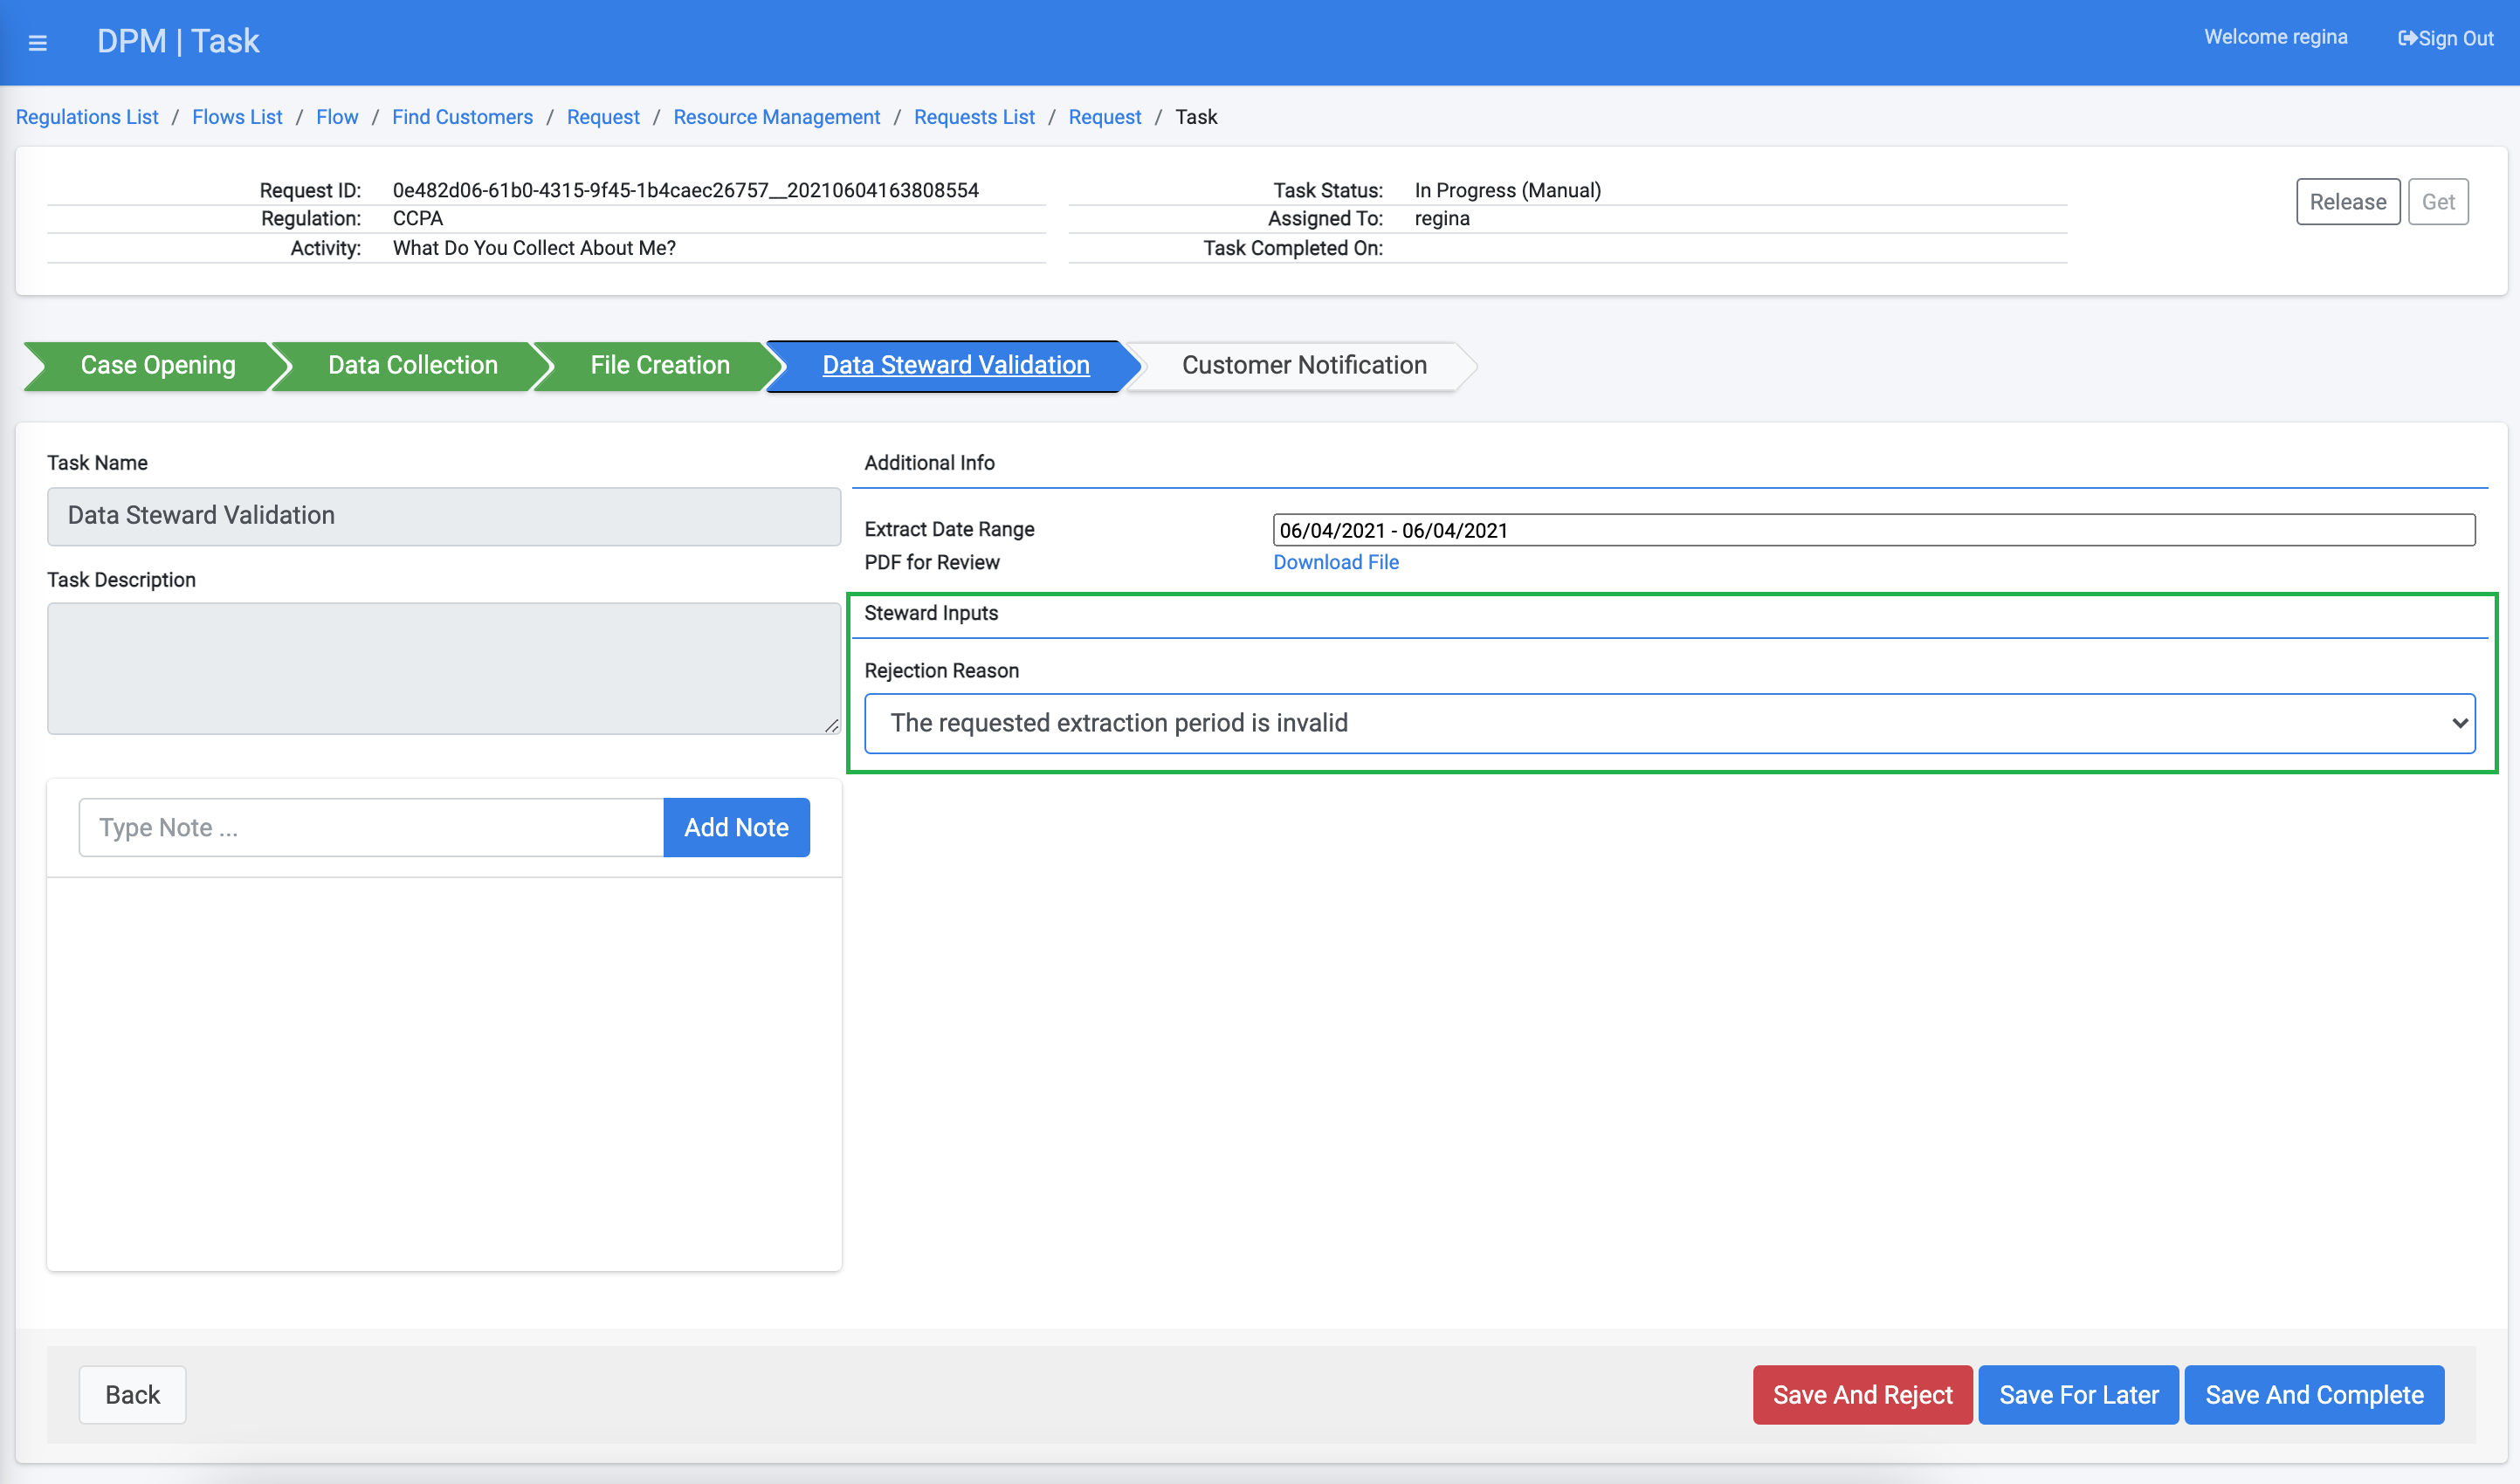 DPM | Task
Welcome regina
Sign Out
Regulations List / Flows List / Flow / Find Customers / Request / Resource Management / Requests List / Request / Task
Request ID: 0e482d06-61b0-4315-9f45-1b4caec26757__20210604163808554
Regulation: CCPA
Activity: What Do You Collect About Me?
Task Status: In Progress (Manual)
Assigned To: regina
Task Completed On:
Release
Get
Case Opening
Data Collection
File Creation
Data Steward Validation
Customer Notification
Task Name
Data Steward Validation
Task Description
Type Note ...
Add Note
Additional Info
Extract Date Range 06/04/2021 - 06/04/2021
PDF for Review Download File
Steward Inputs
Rejection Reason
The requested extraction period is invalid
Back
Save And Reject
Save For Later
Save And Complete